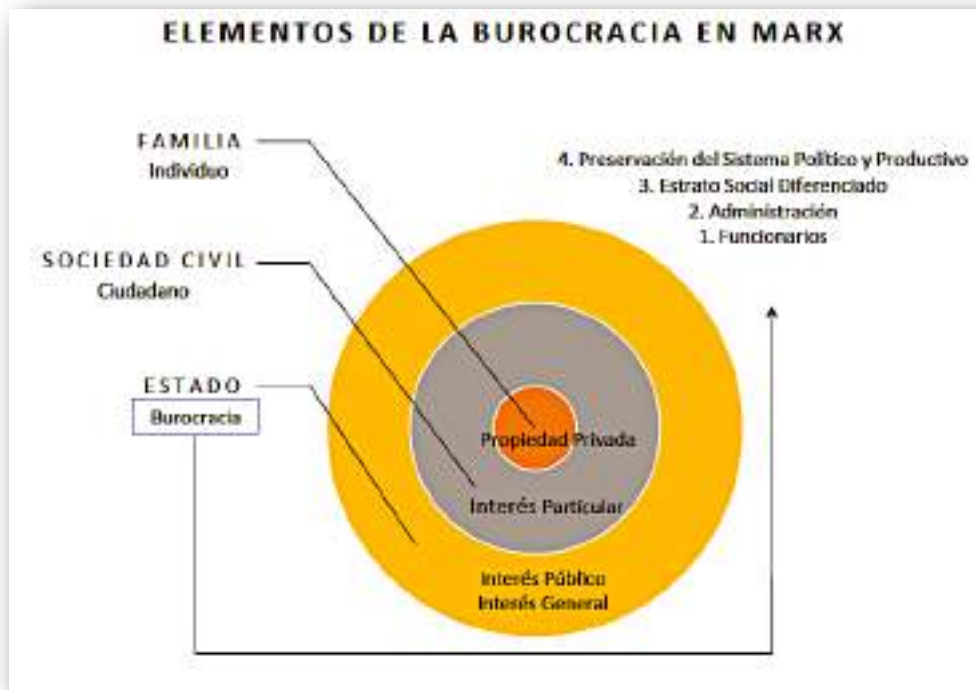 ELEMENTOS DE LA BUROCRACIA EN MARX
FAMILIA
Individuo
SOCIEDAD CIVIL
Ciudadano
ESTADO
Burocracia
4. Preservación del Sistema Político y Productivo
3. Estrato Social Diferenciado
2. Administración
1. Funcionarios
Propiedad Privada
Interés Particular
Interés Público
Interés General